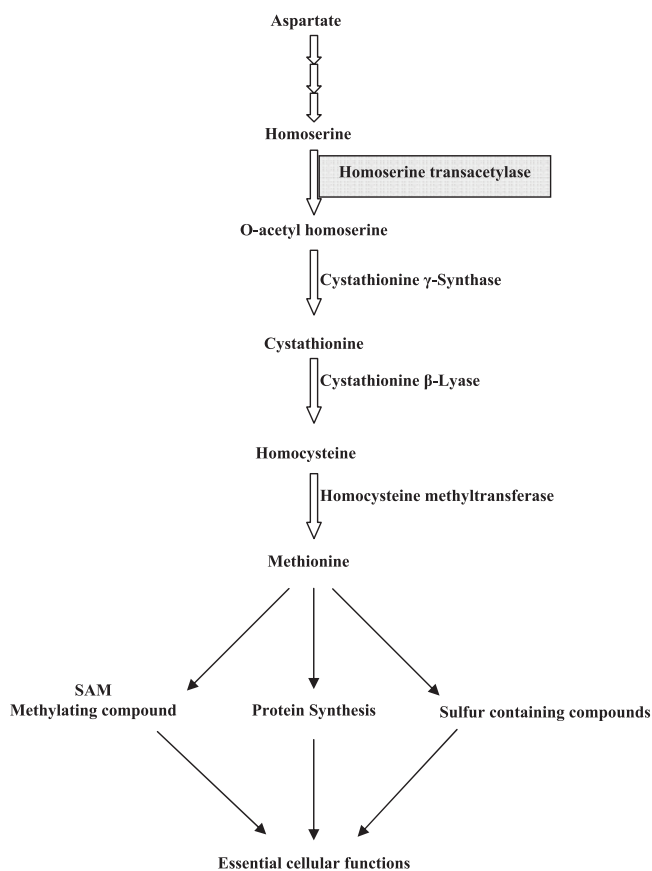 Aspartate
Homoserine
Homoserine transacetylase
O-acetyl homoserine
Cystathionine γ-Synthase
Cystathionine
Cystathionine β-Lyase
Homocysteine
Homocysteine methyltransferase
Methionine
SAM
Methylating compound
Protein Synthesis
Sulfur containing compounds
Essential cellular functions